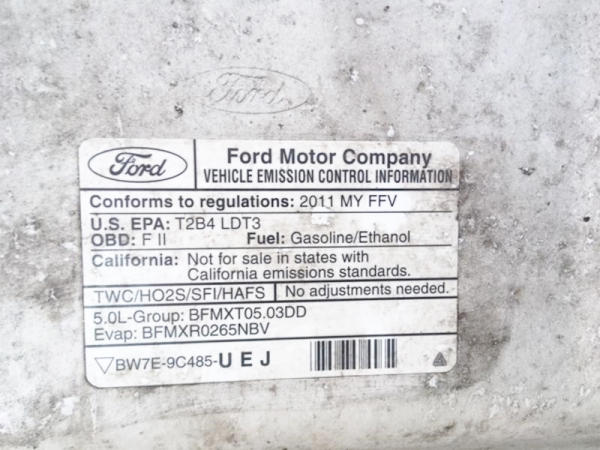 Ford
Ford
Ford Motor Company
VEHICLE EMISSION CONTROL INFORMATION
Conforms to regulations: 2011 MY FFV
U.S. EPA: T2B4 LDT3
OBD: F II Fuel: Gasoline/Ethanol
California: Not for sale in states with
California emissions standards.
TWC/HO2S/SFI/HAFS No adjustments needed.
5.0L-Group: BFMXT05.03DD
Evap: BFMXR0265NBV
BW7E-9C485-UEJ